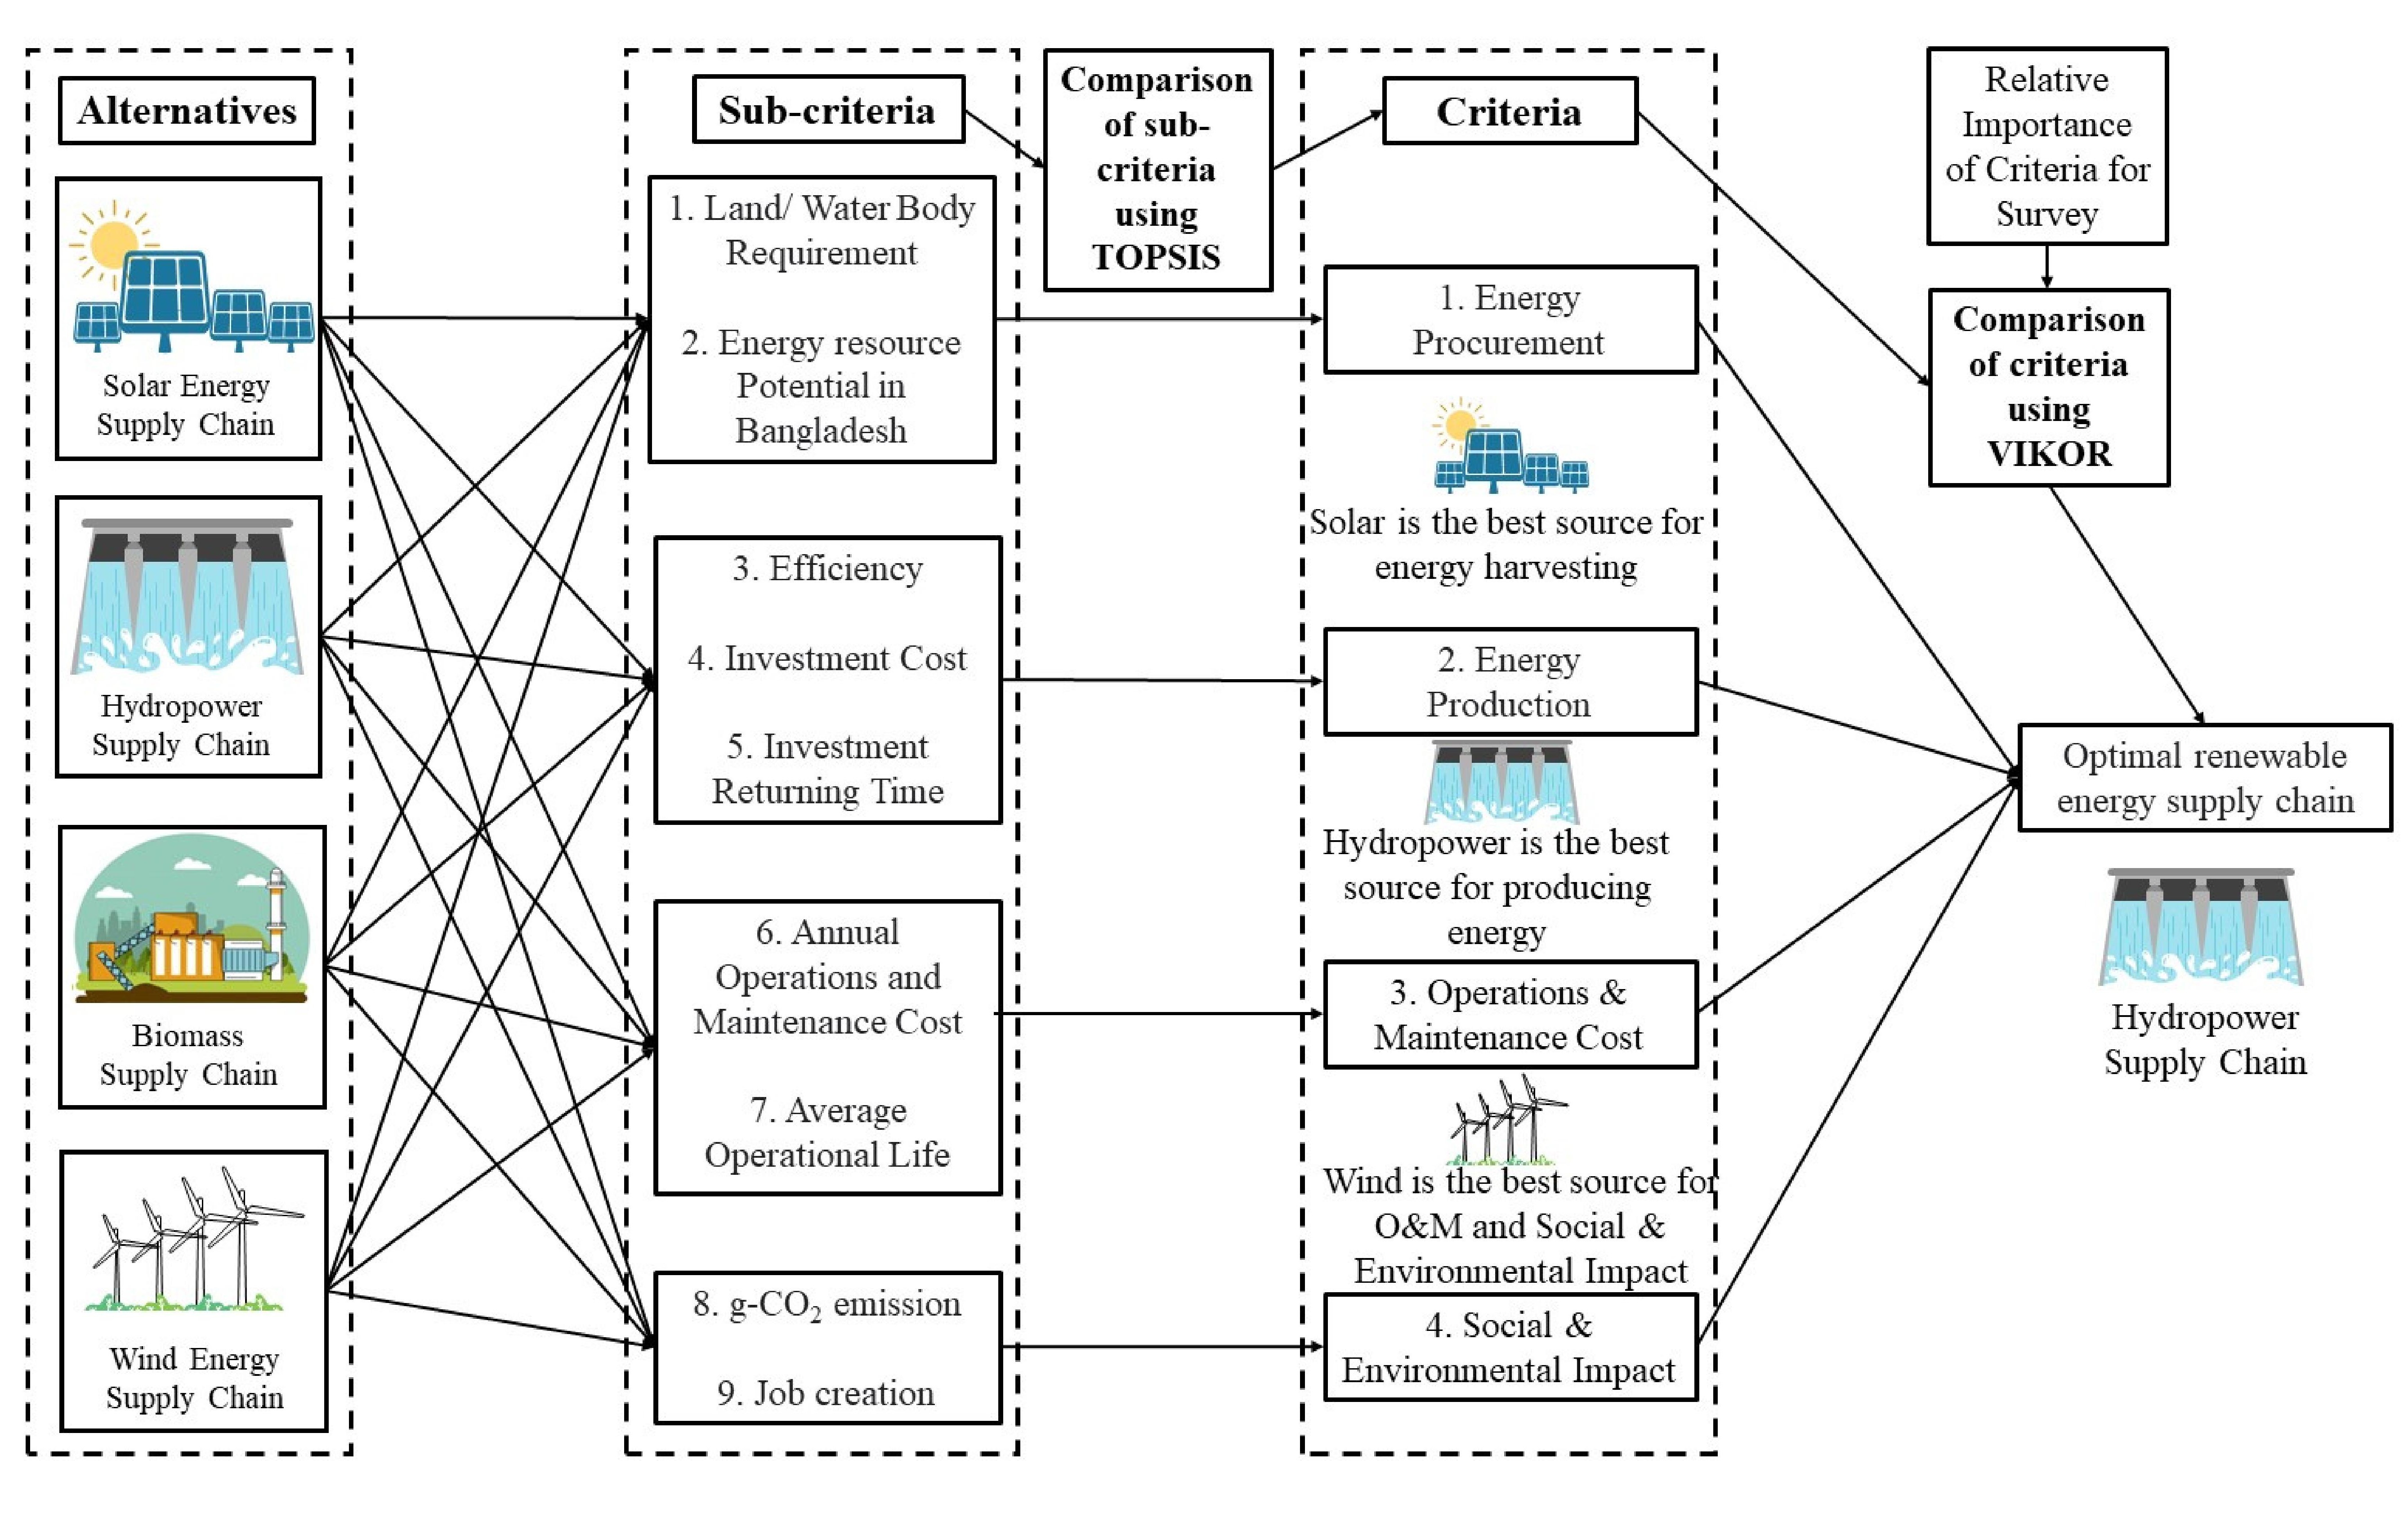 Alternatives
Solar Energy
Supply Chain
Hydropower
Supply Chain
Biomass
Supply Chain
Wind Energy
Supply Chain
Sub-criteria
1. Land/ Water Body
Requirement
2. Energy resource
Potential in
Bangladesh
3. Efficiency
4. Investment Cost
5. Investment
Returning Time
6. Annual
Operations and
Maintenance Cost
7. Average
Operational Life
8. g-CO₂ emission
9. Job creation
Comparison
of sub-
criteria
using
TOPSIS
Criteria
1. Energy
Procurement
Solar is the best source for
energy harvesting
2. Energy
Production
Hydropower is the best
source for producing
energy
3. Operations &
Maintenance Cost
Wind is the best source for
O&M and Social &
Environmental Impact
4. Social &
Environmental Impact
Relative
Importance
of Criteria for
Survey
Comparison
of criteria
using
VIKOR
Optimal renewable
energy supply chain
Hydropower
Supply Chain